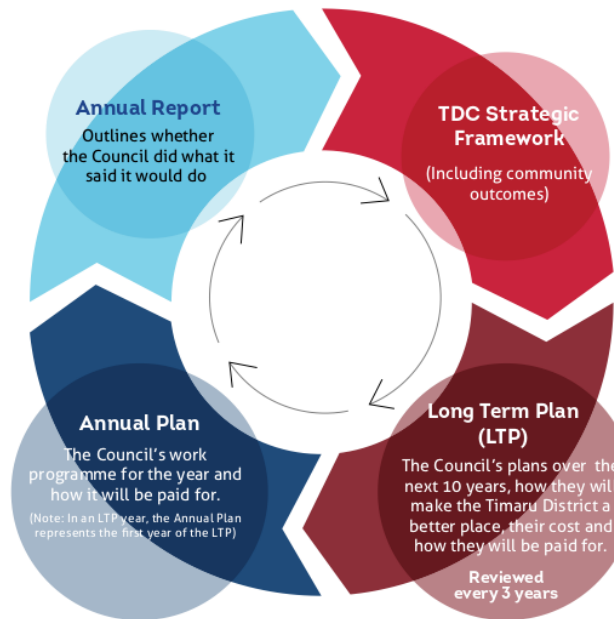 Annual Report
Outlines whether
the Council did what it
said it would do
TDC Strategic
Framework
(Including community
outcomes)
Annual Plan
The Council's work
programme for the year and
how it will be paid for.
(Note: In an LTP year, the Annual Plan
represents the first year of the LTP)
Long Term Plan
(LTP)
The Council's plans over the
next 10 years, how they will
make the Timaru District a
better place, their cost and
how they will be paid for.
Reviewed
every 3 years